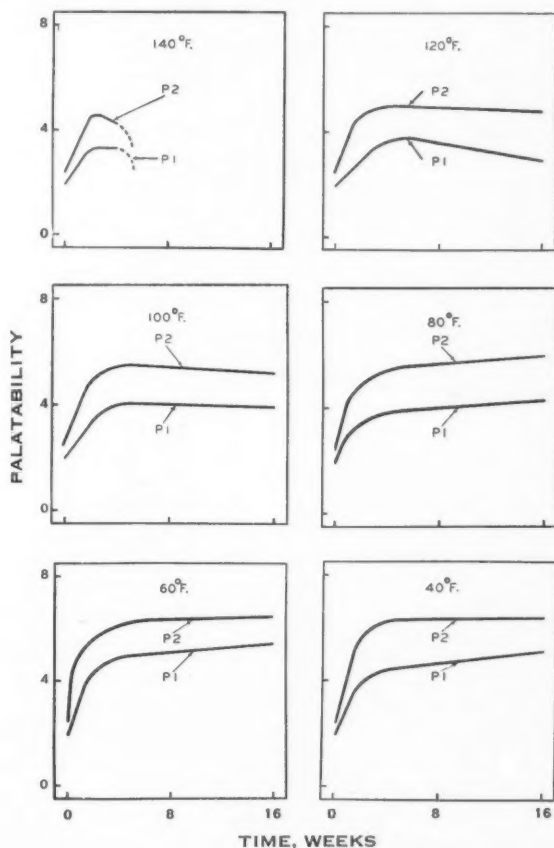 8
4
0
140°F.
P2
P1
120°F.
P2
P1
PALATABILITY
8
4
0
100°F.
P2
P1
80°F.
P2
P1
8
4
0
60°F.
P2
P1
40°F.
P2
P1
0
8
16
0
8
16
TIME, WEEKS